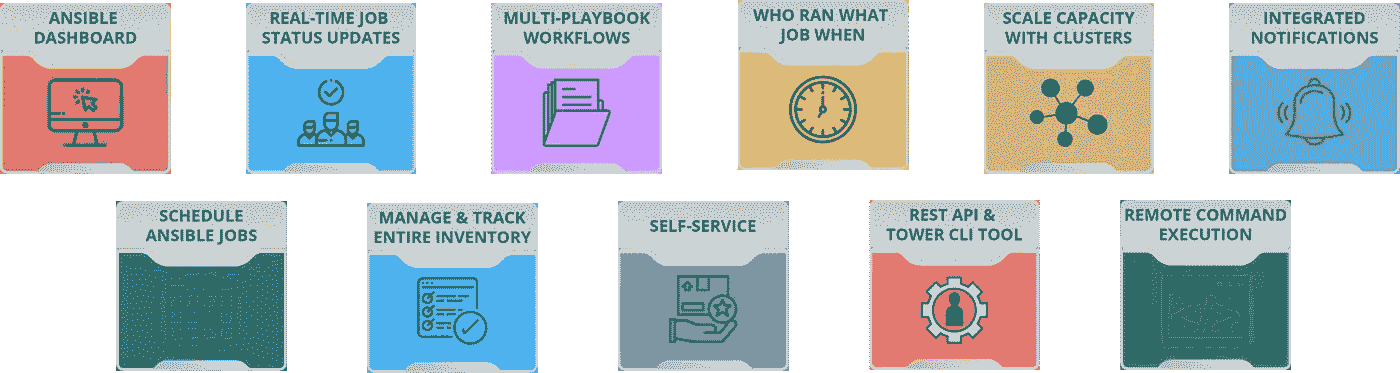 ANSIBLE
DASHBOARD
REAL-TIME JOB
STATUS UPDATES
MULTI-PLAYBOOK
WORKFLOWS
WHO RAN WHAT
JOB WHEN
SCALE CAPACITY
WITH CLUSTERS
INTEGRATED
NOTIFICATIONS
SCHEDULE
ANSIBLE JOBS
MANAGE & TRACK
ENTIRE INVENTORY
SELF-SERVICE
REST API &
TOWER CLI TOOL
REMOTE COMMAND
EXECUTION